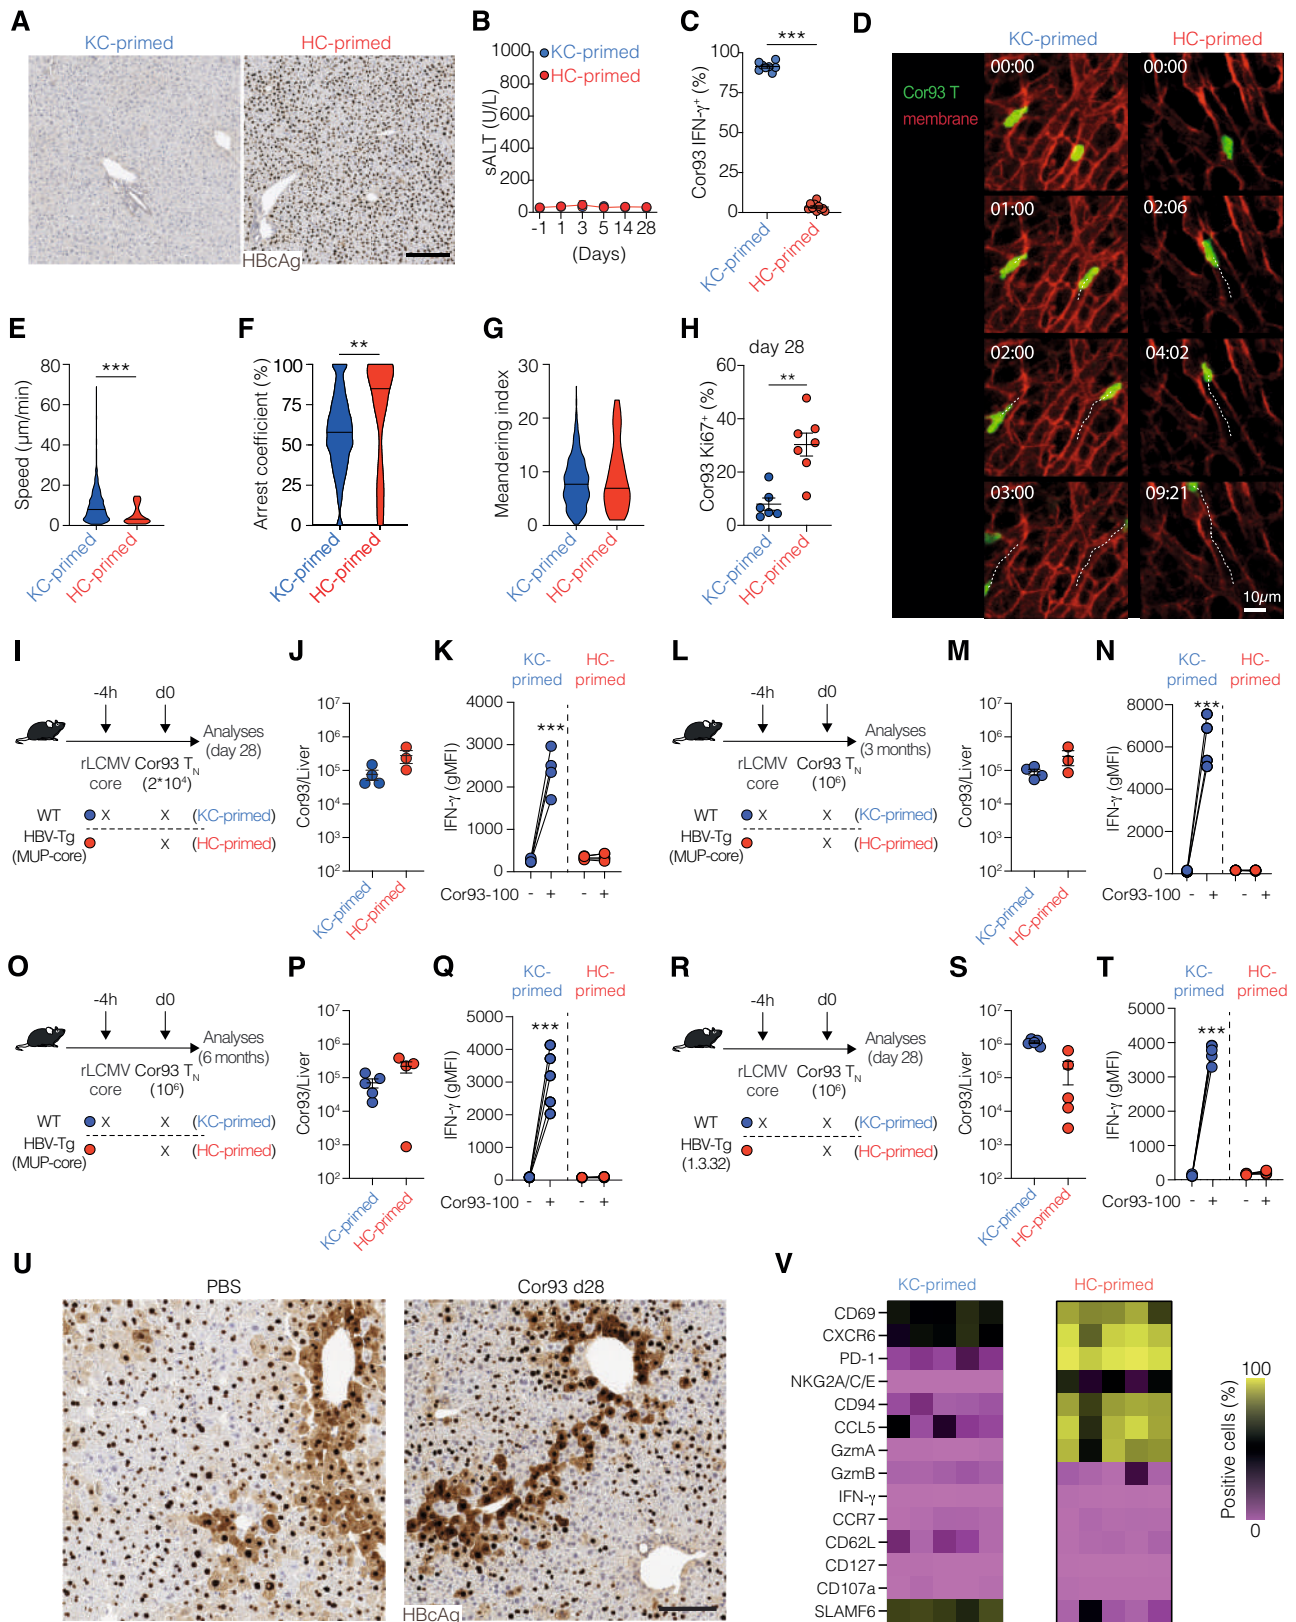 A
KC-primed
HC-primed
HBcAg
B
sALT (U/L)
1000
800
600
400
200
0
KC-primed
HC-primed
-1 1 3 5 14 28
(Days)
C
Cor93 IFN-γ⁺ (%)
100
75
50
25
0
***
KC-primed
HC-primed
D
KC-primed
HC-primed
Cor93 T
membrane
00:00
00:00
01:00
02:06
02:00
04:02
03:00
09:21
10µm
E
Speed (µm/min)
80
60
40
20
0
***
KC-primed
HC-primed
F
Arrest coefficient (%)
100
75
50
25
0
**
KC-primed
HC-primed
G
Meandering index
30
20
10
0
KC-primed
HC-primed
H
day 28
Cor93 Ki67⁺ (%)
60
40
20
0
**
KC-primed
HC-primed
I
-4h d0
Analyses
(day 28)
rLCMV Cor93 T_N
core (2*10⁴)
WT X X (KC-primed)
HBV-Tg
(MUP-core) X (HC-primed)
J
Cor93/Liver
10⁷
10⁶
10⁵
10⁴
10³
10²
KC-primed
HC-primed
K
KC-primed
HC-primed
IFN-γ (gMFI)
4000
3000
2000
1000
0
***
Cor93-100 - + - +
L
-4h d0
Analyses
(3 months)
rLCMV Cor93 T_N
core (10⁶)
WT X X (KC-primed)
HBV-Tg
(MUP-core) X (HC-primed)
M
Cor93/Liver
10⁷
10⁶
10⁵
10⁴
10³
10²
KC-primed
HC-primed
N
KC-primed
HC-primed
IFN-γ (gMFI)
8000
6000
4000
2000
0
***
Cor93-100 - + - +
O
-4h d0
Analyses
(6 months)
rLCMV Cor93 T_N
core (10⁶)
WT X X (KC-primed)
HBV-Tg
(MUP-core) X (HC-primed)
P
Cor93/Liver
10⁷
10⁶
10⁵
10⁴
10³
10²
KC-primed
HC-primed
Q
KC-primed
HC-primed
IFN-γ (gMFI)
5000
4000
3000
2000
1000
0
***
Cor93-100 - + - +
R
-4h d0
Analyses
(day 28)
rLCMV Cor93 T_N
core (10⁶)
WT X X (KC-primed)
HBV-Tg
(1.3.32) X (HC-primed)
S
Cor93/Liver
10⁷
10⁶
10⁵
10⁴
10³
10²
KC-primed
HC-primed
T
KC-primed
HC-primed
IFN-γ (gMFI)
5000
4000
3000
2000
1000
0
***
Cor93-100 - + - +
U
PBS
Cor93 d28
HBcAg
V
KC-primed
HC-primed
CD69
CXCR6
PD-1
NKG2A/C/E
CD94
CCL5
GzmA
GzmB
IFN-γ
CCR7
CD62L
CD127
CD107a
SLAMF6
Positive cells (%)
100
0